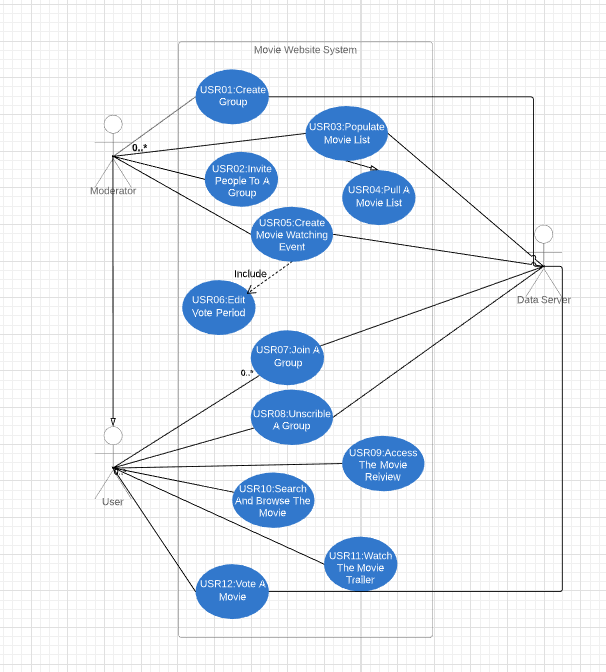 Movie Website System
USR01:Create
Group
USR03:Populate
Movie List
0,,*
USR02:Invite
People To A
Group
Moderator
USR04:Pull A
Movie List
USR05:Create
Movie Watching
Event
Include
USR06:Edit
Vote Period
Data Server
USR07:Join A
Group
0,,*
USR08:Unscrible
A Group
USR09:Access
The Movie
Reiview
User
USR10:Search
And Browse The
Movie
USR11:Watch
The Movie
Trailer
USR12:Vote A
Movie